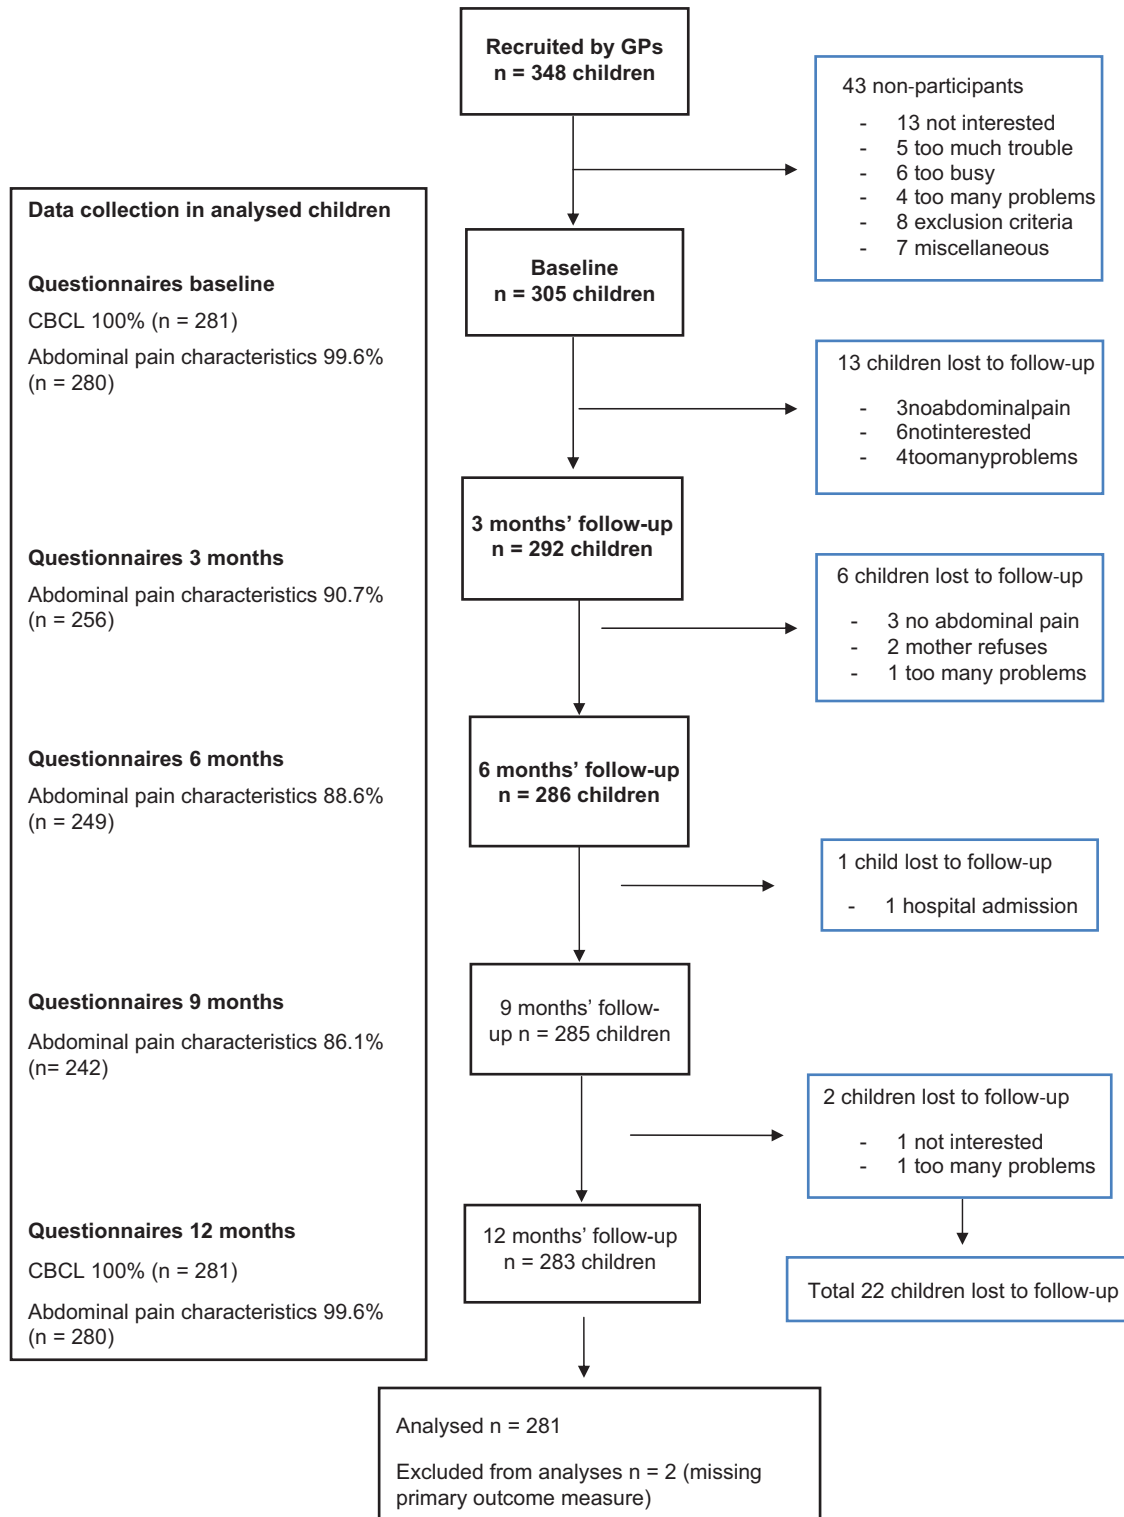 Recruited by GPs
n = 348 children
43 non-participants
- 13 not interested
- 5 too much trouble
- 6 too busy
- 4 too many problems
- 8 exclusion criteria
- 7 miscellaneous
Data collection in analysed children
Questionnaires baseline
CBCL 100% (n = 281)
Abdominal pain characteristics 99.6%
(n = 280)
Questionnaires 3 months
Abdominal pain characteristics 90.7%
(n = 256)
Questionnaires 6 months
Abdominal pain characteristics 88.6%
(n = 249)
Questionnaires 9 months
Abdominal pain characteristics 86.1%
(n= 242)
Questionnaires 12 months
CBCL 100% (n = 281)
Abdominal pain characteristics 99.6%
(n = 280)
Baseline
n = 305 children
13 children lost to follow-up
- 3noabdominalpain
- 6notinterested
- 4toomanyproblems
3 months’ follow-up
n = 292 children
6 children lost to follow-up
- 3 no abdominal pain
- 2 mother refuses
- 1 too many problems
6 months’ follow-up
n = 286 children
1 child lost to follow-up
- 1 hospital admission
9 months’ follow-
up n = 285 children
2 children lost to follow-up
- 1 not interested
- 1 too many problems
12 months’ follow-up
n = 283 children
Total 22 children lost to follow-up
Analysed n = 281
Excluded from analyses n = 2 (missing
primary outcome measure)